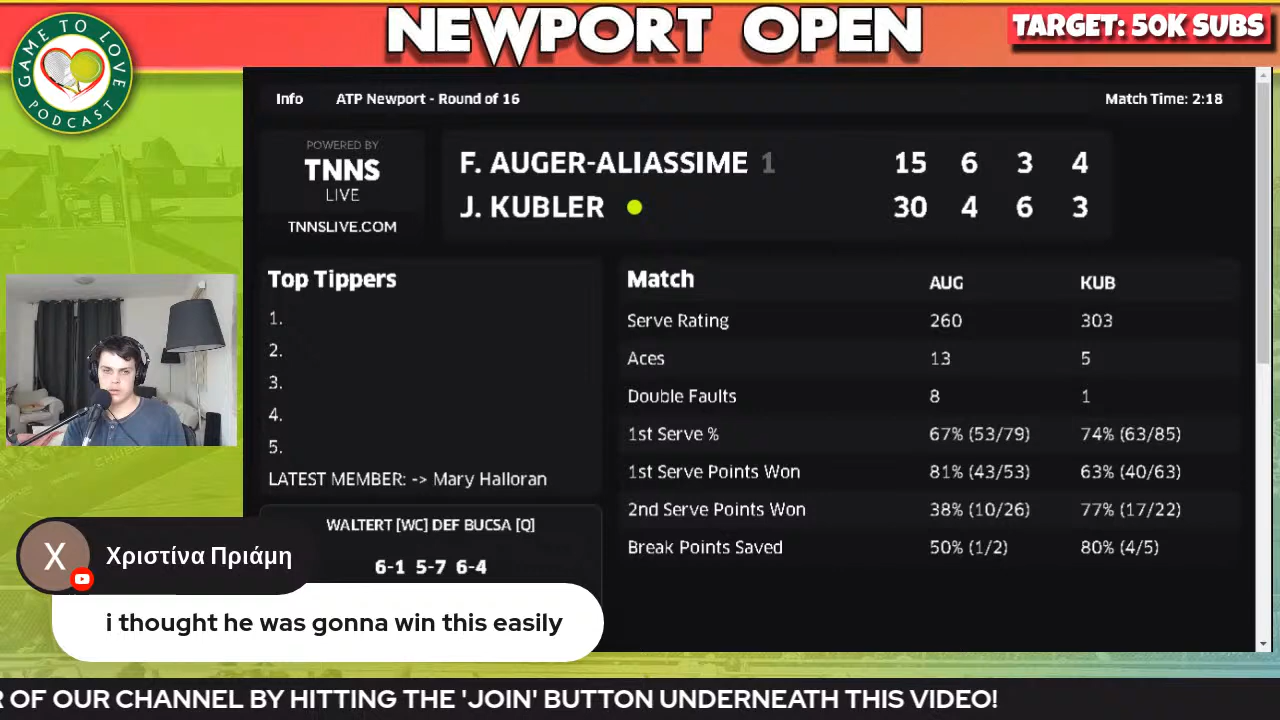 GAME TO LOVE
PODCAST
NEWPORT OPEN
TARGET: 50K SUBS
Info ATP Newport - Round of 16 Match Time: 2:18
POWERED BY
TNNS
LIVE
TNNSLIVE.COM
F. AUGER-ALIASSIME 1 15 6 3 4
J. KUBLER 30 4 6 3
Top Tippers
1.
2.
3.
4.
5.
LATEST MEMBER: -> Mary Halloran
WALTERT [WC] DEF BUCSA [Q]
6-1 5-7 6-4
Match AUG KUB
Serve Rating 260 303
Aces 13 5
Double Faults 8 1
1st Serve % 67% (53/79) 74% (63/85)
1st Serve Points Won 81% (43/53) 63% (40/63)
2nd Serve Points Won 38% (10/26) 77% (17/22)
Break Points Saved 50% (1/2) 80% (4/5)
X Χριστίνα Πριάμη
i thought he was gonna win this easily
R OF OUR CHANNEL BY HITTING THE 'JOIN' BUTTON UNDERNEATH THIS VIDEO!